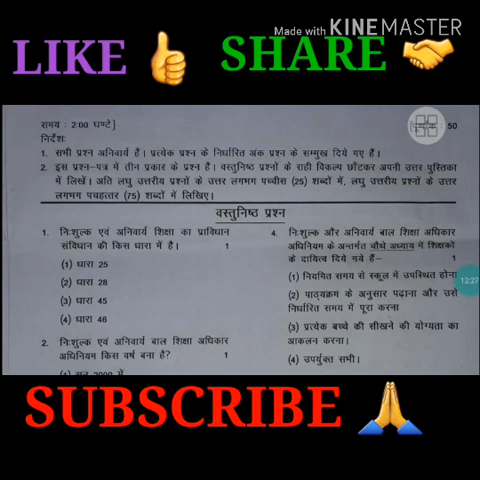 Made with KINEMASTER
LIKE 👍 SHARE 🤝
समय : 2:00 घण्टे}
50
निर्देशः
1. सभी प्रश्न अनिवार्य हैं। प्रत्येक प्रश्न के निर्धारित अंक प्रश्न के सम्मुख दिये गए हैं।
2. इस प्रश्न-पत्र में तीन प्रकार के प्रश्न हैं। वस्तुनिष्ठ प्रश्नों के सही विकल्प छाँटकर अपनी उत्तर पुस्तिका
में लिखें। अति लघु उत्तरीय प्रश्नों के उत्तर लगभग पच्चीस (25) शब्दों में, लघु उत्तरीय प्रश्नों के उत्तर
लगभग पचहत्तर (75) शब्दों में लिखिए।
वस्तुनिष्ठ प्रश्न
1. निःशुल्क एवं अनिवार्य शिक्षा का प्राविधान
संविधान की किस धारा में है। 1
(1) धारा 25
(2) धारा 28
(3) धारा 45
(4) धारा 46
2. निःशुल्क एवं अनिवार्य बाल शिक्षा अधिकार
अधिनियम किस वर्ष बना है? 1
(1) सन् 2000 में
4. निःशुल्क और अनिवार्य बाल शिक्षा अधिकार
अधिनियम के अन्तर्गत चौथे अध्याय में शिक्षकों
के दायित्व दिये गये हैं– 1
(1) नियमित समय से स्कूल में उपस्थित होना
(2) पाठ्यक्रम के अनुसार पढ़ाना और उसे
निर्धारित समय में पूरा करना
(3) प्रत्येक बच्चे की सीखने की योग्यता का
आकलन करना।
(4) उपर्युक्त सभी।
12:27
SUBSCRIBE 🙏